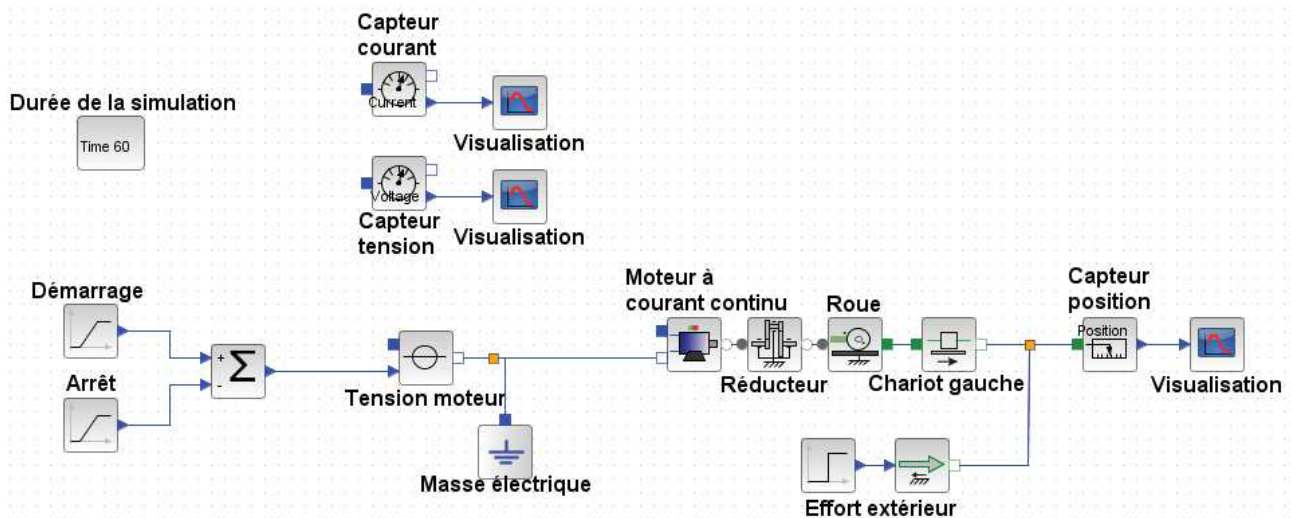 Capteur
courant
Current
Visualisation
Durée de la simulation
Time 60
Voltage
Capteur
tension
Visualisation
Démarrage
+
Σ
-
Arrêt
Tension moteur
Masse électrique
Moteur à
courant continu
Réducteur
Roue
Chariot gauche
Capteur
position
Position
Visualisation
Effort extérieur